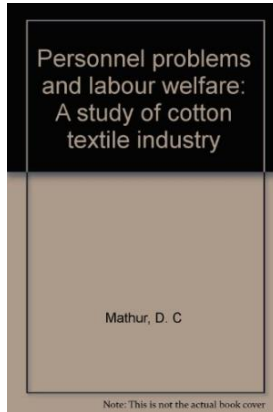 Personnel problems
and labour welfare:
A study of cotton
textile industry
Mathur, D. C
Note: This is not the actual book cover